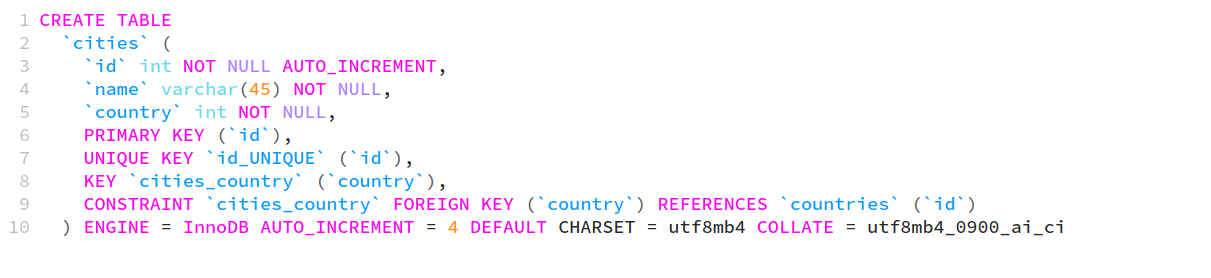 1 CREATE TABLE
2 `cities` (
3 `id` int NOT NULL AUTO_INCREMENT,
4 `name` varchar(45) NOT NULL,
5 `country` int NOT NULL,
6 PRIMARY KEY (`id`),
7 UNIQUE KEY `id_UNIQUE` (`id`),
8 KEY `cities_country` (`country`),
9 CONSTRAINT `cities_country` FOREIGN KEY (`country`) REFERENCES `countries` (`id`)
10 ) ENGINE = InnoDB AUTO_INCREMENT = 4 DEFAULT CHARSET = utf8mb4 COLLATE = utf8mb4_0900_ai_ci